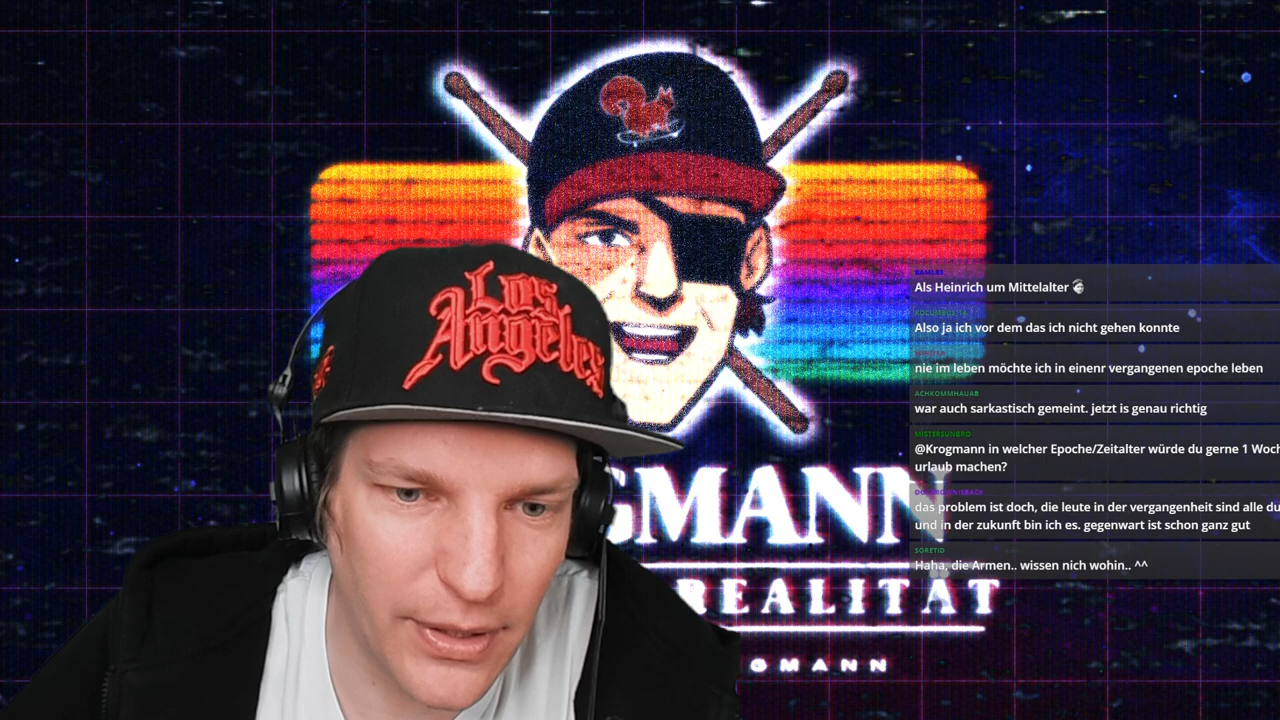 Los
Angeles
GMANN
REALITÄT
GMANN
BAMLEE
Als Heinrich um Mittelalter
Also ja ich vor dem das ich nicht gehen konnte
nie im leben möchte ich in einenr vergangenen epoche leben
ACHKOMMHAUAB
war auch sarkastisch gemeint. jetzt is genau richtig
MISTERSUNBRO
@Krogmann in welcher Epoche/Zeitalter würde du gerne 1 Woch
urlaub machen?
das problem ist doch, die leute in der vergangenheit sind alle du
und in der zukunft bin ich es. gegenwart ist schon ganz gut
SORETID
Haha, die Armen.. wissen nich wohin.. ^^